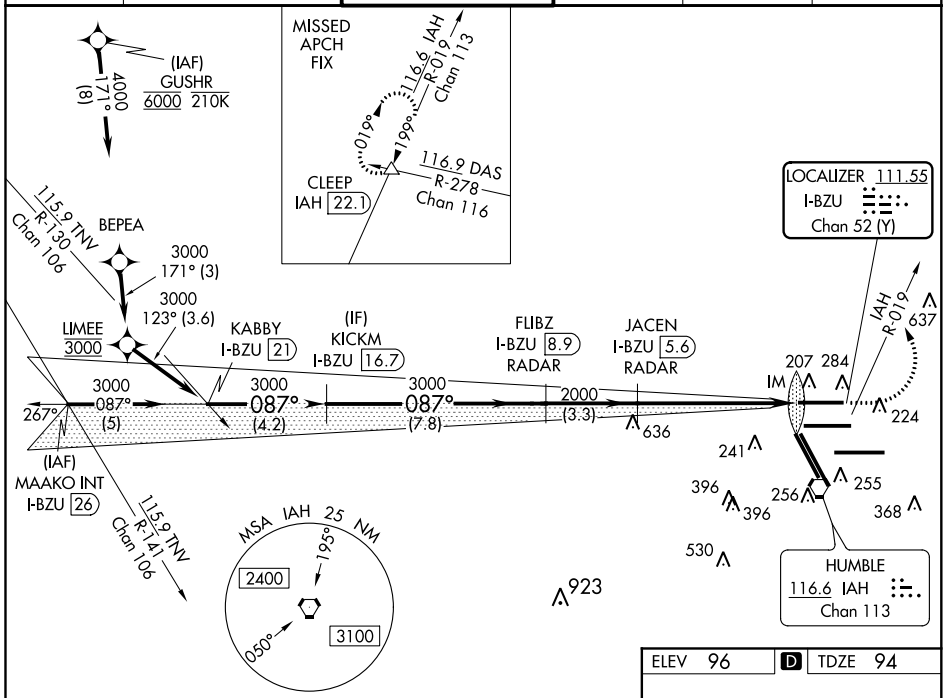 (IAF)
GUSHR
6000 210K
4000
171°
(8)
MISSED
APCH
FIX
116.6 IAH
R-019
Chan 113
019°
199°
CLEEP
IAH 22.1
116.9 DAS
R-278
Chan 116
LOCALIZER 111.55
I-BZU
Chan 52 (Y)
115.9 TNV
R-130
Chan 106
BEPEA
3000
171° (3)
3000
123° (3.6)
LIMEE
3000
KABBY
I-BZU 21
(IF)
KICKM
I-BZU 16.7
FLIBZ
I-BZU 8.9
RADAR
JACEN
I-BZU 5.6
RADAR
IAH
R-019
637
IM
207
284
267°
3000
087°
(5)
3000
087°
(4.2)
3000
087°
(7.8)
2000
(3.3)
636
224
241
(IAF)
MAAKO INT
I-BZU 26
115.9 TNV
R-141
Chan 106
396
396
256
255
368
530
923
MSA IAH 25 NM
195°
2400
050°
3100
HUMBLE
116.6 IAH
Chan 113
ELEV 96 D TDZE 94